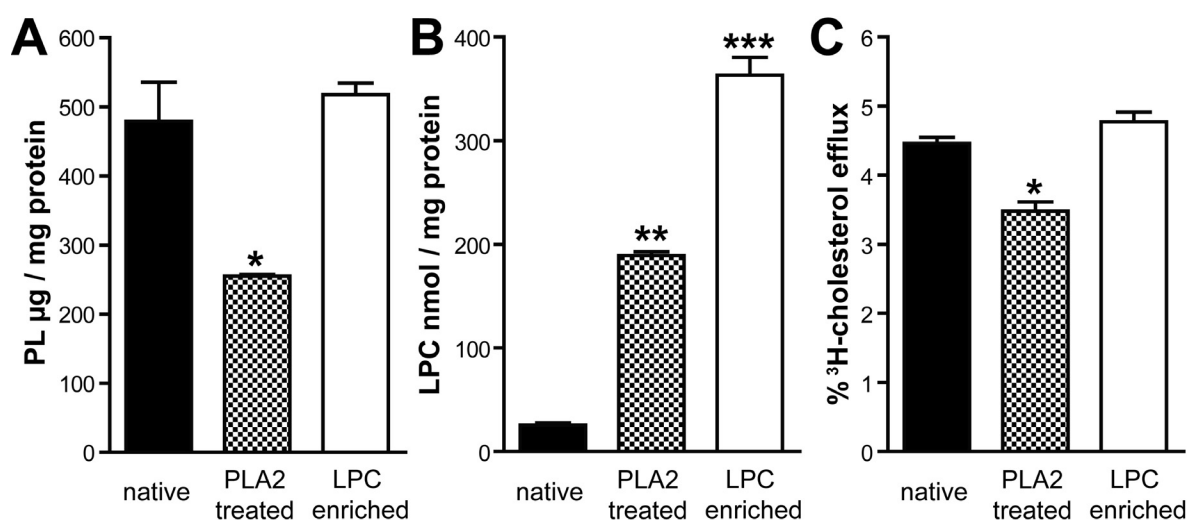 A
PL µg / mg protein
600
500
400
300
200
100
0
*
native
PLA2
treated
LPC
enriched
B
LPC nmol / mg protein
400
300
200
100
0
**
***
native
PLA2
treated
LPC
enriched
C
% ³H-cholesterol efflux
6
5
4
3
2
1
0
*
native
PLA2
treated
LPC
enriched